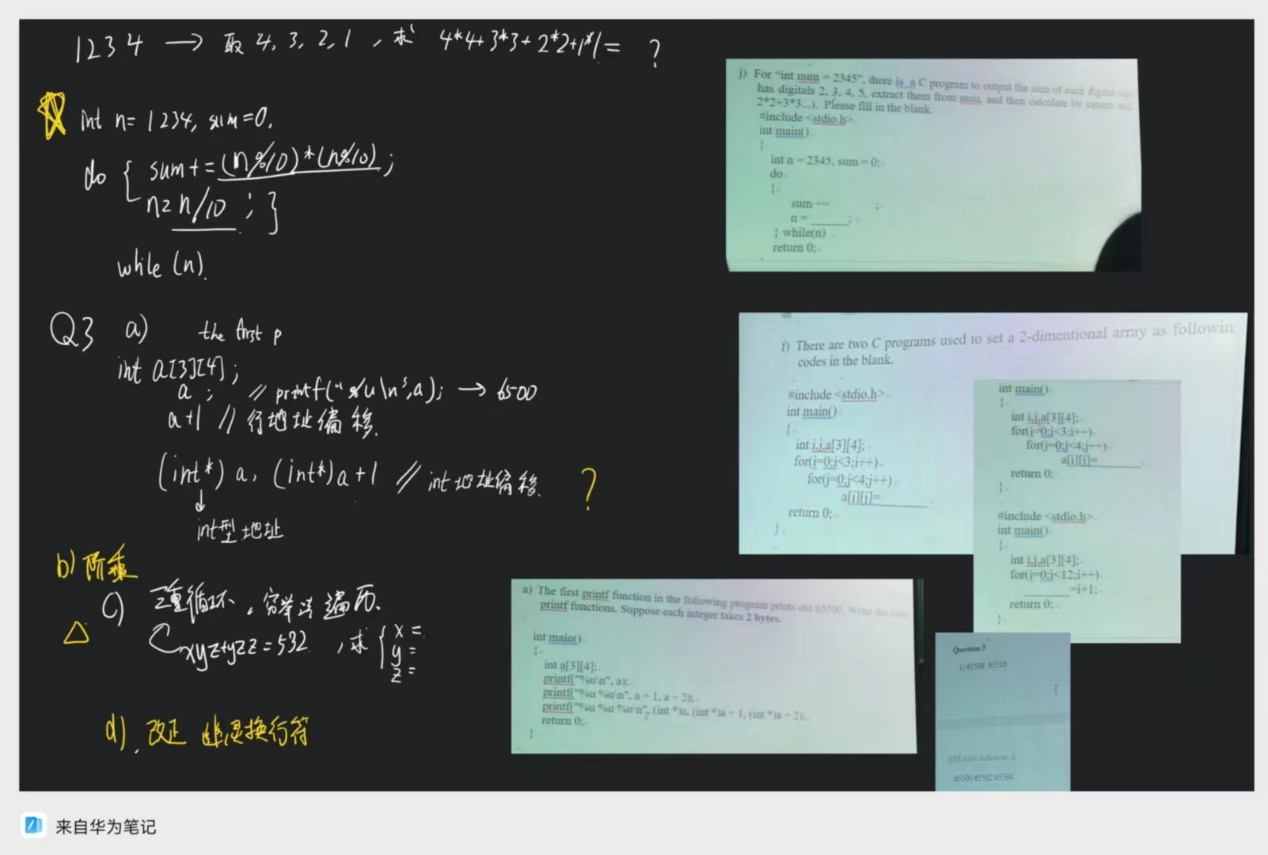 1234 → 取 4, 3, 2, 1 , 求 4*4+3*3+2*2+1*1= ?
int n= 1234, sum=0,
do { sum+=(n%10)*(n%10);
n= n/10 ; }
while (n).
Q3 a) the first p
int a[3][4];
a ; // printf("%u\n",a); → 6500
a+1 // 行地址偏移.
(int*) a, (int*)a+1 // int地址偏移. ?
↓
int型地址
b) 阶乘
c) 三重循环, 穷举法 遍历.
△ xyz+yzz=532 , 求 { x=
y=
z=
d). 改正 幽灵换行符
j) For "int num = 2345", there is a C program to output the sum of each digital
has digitals 2, 3, 4, 5, extract them from num, and then calculate by square and
2*2+3*3...). Please fill in the blank.
#include <stdio.h>
int main()
{
int n = 2345, sum = 0;
do
{
sum += ;
n = ______;
} while(n)
return 0;
f) There are two C programs used to set a 2-dimentional array as followin
codes in the blank.
#include <stdio.h>
int main()
{
int i,j,a[3][4];
for(i=0;i<3;i++)
for(j=0;j<4;j++)
a[i][j]=
return 0;
}
int main()
{
int i,j,a[3][4];
for(i=0;i<3;i++)
for(j=0;j<4;j++)
a[i][j]=
return 0;
}
#include <stdio.h>
int main()
{
int i,j,a[3][4];
for(i=0;i<12;i++)
______=i+1;
return 0;
}
a) The first printf function in the following program prints out 65500. Write the
printf functions. Suppose each integer takes 2 bytes.
int main()
{
int a[3][4];
printf("%u\n", a);
printf("%u %u\n", a + 1, a + 2);
printf("%u %u %u\n", (int *)a, (int *)a + 1, (int *)a + 2);
return 0;
}
Question 3
65508 65516
65500 65502 65504
来自华为笔记